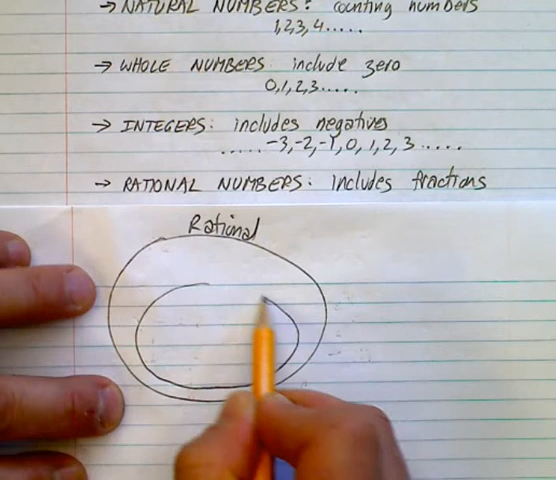 → NATURAL NUMBERS: counting numbers
1,2,3,4.....
→ WHOLE NUMBERS: include zero
0,1,2,3.....
→ INTEGERS: includes negatives
.....-3,-2,-1,0,1,2,3.....
→ RATIONAL NUMBERS: includes fractions
Rational